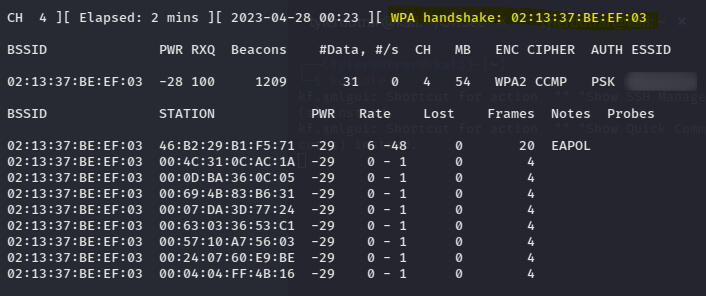 CH  4 ][ Elapsed: 2 mins ][ 2023-04-28 00:23 ][ WPA handshake: 02:13:37:BE:EF:03
BSSID              PWR RXQ  Beacons    #Data, #/s  CH   MB   ENC CIPHER  AUTH ESSID
02:13:37:BE:EF:03  -28 100     1209       31    0   4   54   WPA2 CCMP   PSK
BSSID              STATION            PWR   Rate    Lost    Frames  Notes  Probes
02:13:37:BE:EF:03  46:B2:29:B1:F5:71  -29    6 -48      0       20  EAPOL
02:13:37:BE:EF:03  00:4C:31:0C:AC:1A  -29    0 - 1      0        4
02:13:37:BE:EF:03  00:0D:BA:36:0C:05  -29    0 - 1      0        4
02:13:37:BE:EF:03  00:69:4B:83:B6:31  -29    0 - 1      0        4
02:13:37:BE:EF:03  00:07:DA:3D:77:24  -29    0 - 1      0        4
02:13:37:BE:EF:03  00:63:03:36:53:C1  -29    0 - 1      0        4
02:13:37:BE:EF:03  00:57:10:A7:56:03  -29    0 - 1      0        4
02:13:37:BE:EF:03  00:24:07:60:E9:BE  -29    0 - 1      0        4
02:13:37:BE:EF:03  00:04:04:FF:4B:16  -29    0 - 1      0        4